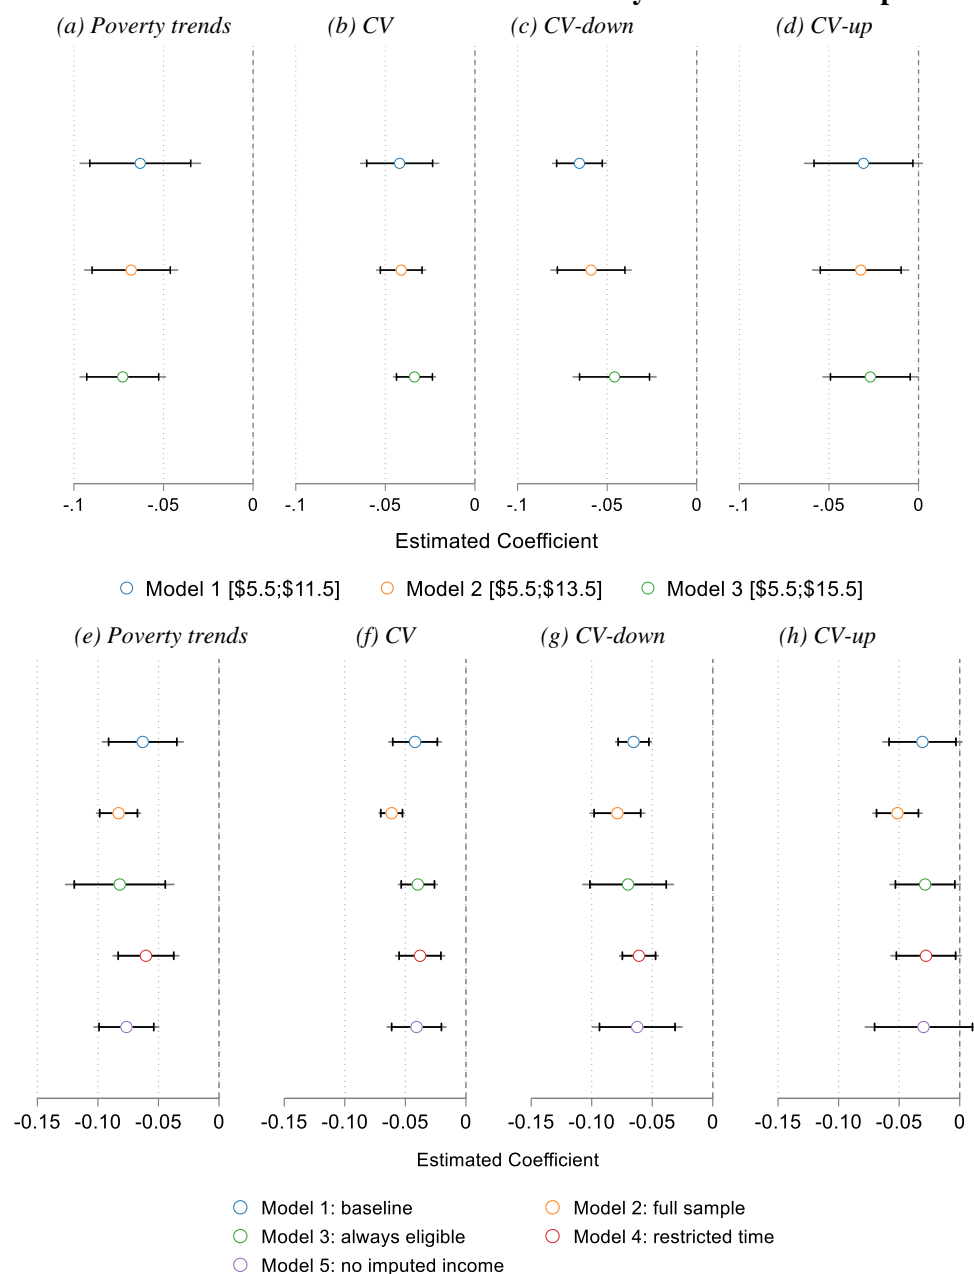 (a) Poverty trends (b) CV (c) CV-down (d) CV-up
-.1 -.05 0 -.1 -.05 0 -.1 -.05 0 -.1 -.05 0
Estimated Coefficient
Model 1 [$5.5;$11.5] Model 2 [$5.5;$13.5] Model 3 [$5.5;$15.5]
(e) Poverty trends (f) CV (g) CV-down (h) CV-up
-0.15 -0.10 -0.05 0 -0.15 -0.10 -0.05 0 -0.15 -0.10 -0.05 0 -0.15 -0.10 -0.05 0
Estimated Coefficient
Model 1: baseline Model 2: full sample
Model 3: always eligible Model 4: restricted time
Model 5: no imputed income